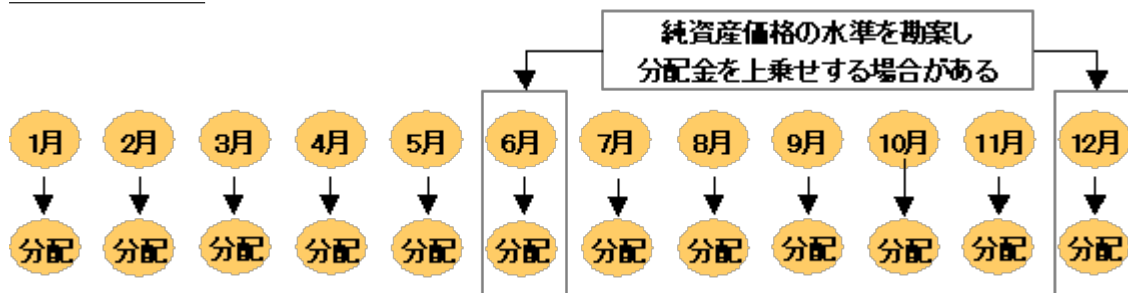 純資産価格の水準を勘案し
分配金を上乗せする場合がある
1月 2月 3月 4月 5月 6月 7月 8月 9月 10月 11月 12月
分配 分配 分配 分配 分配 分配 分配 分配 分配 分配 分配 分配